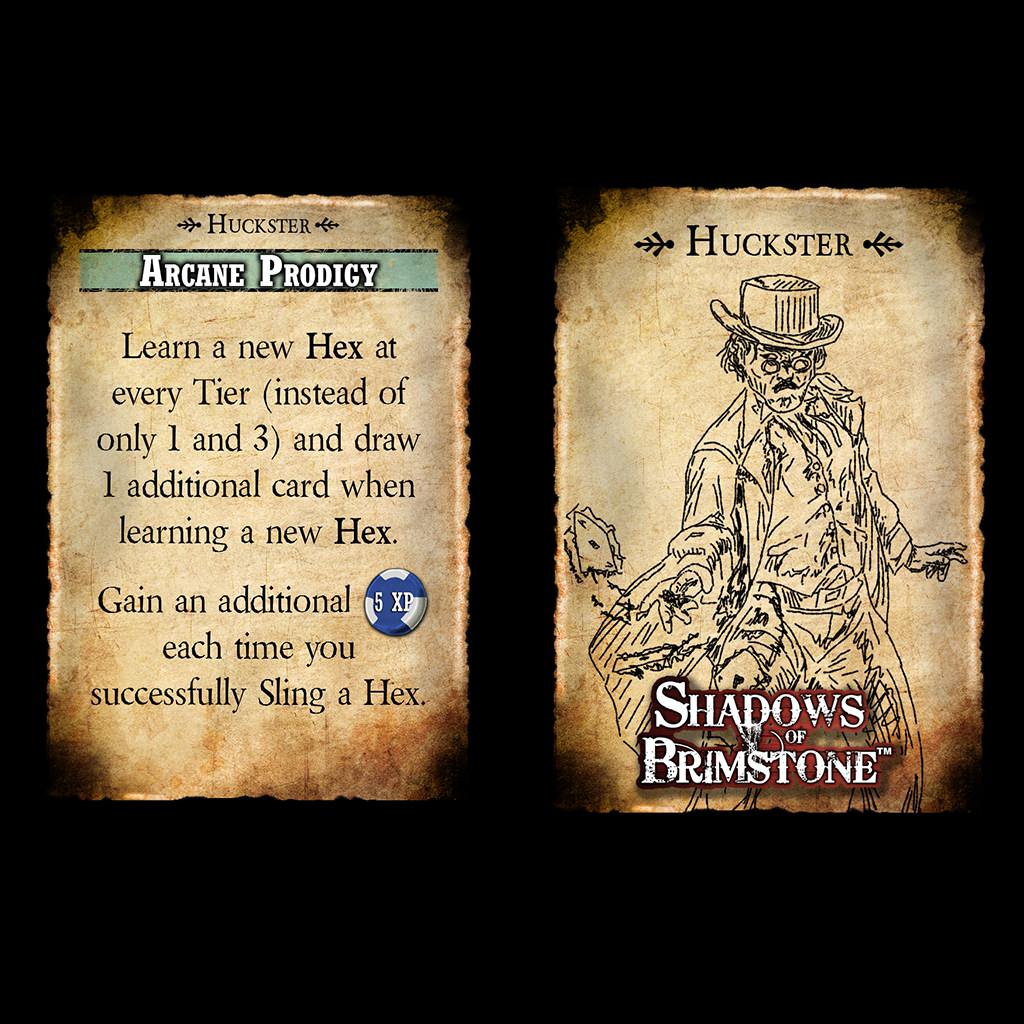 Huckster
Arcane Prodigy
Learn a new Hex at
every Tier (instead of
only 1 and 3) and draw
1 additional card when
learning a new Hex.
Gain an additional 5 XP
each time you
successfully Sling a Hex.
Huckster
Shadows
of
Brimstone™